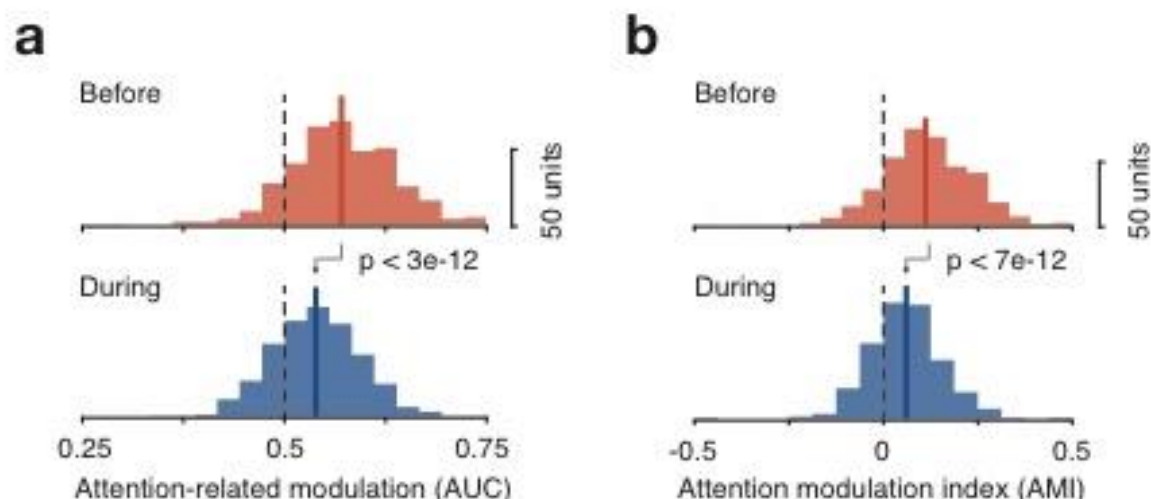 a
Before
50 units
p < 3e-12
During
0.25 0.5 0.75
Attention-related modulation (AUC)
b
Before
50 units
p < 7e-12
During
-0.5 0 0.5
Attention modulation index (AMI)